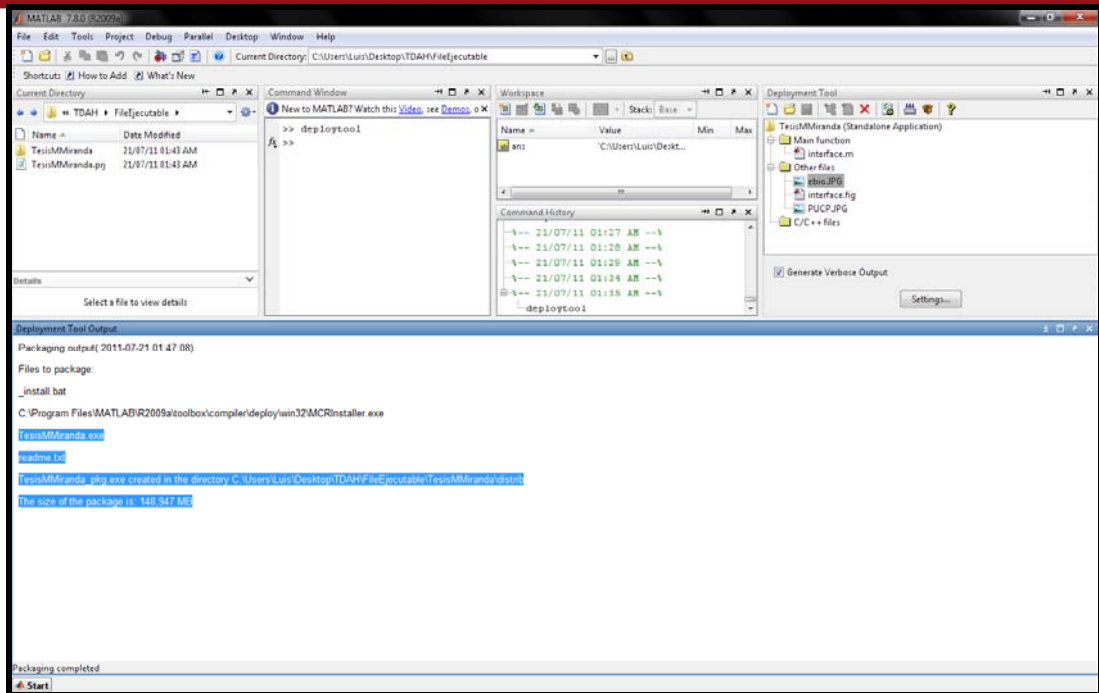 MATLAB 7.8.0 (R2009a)
File Edit Tools Project Debug Parallel Desktop Window Help
Current Directory: C:\Users\Luis\Desktop\TDAH\FileEjecutable
Shortcuts How to Add What's New
Current Directory
« TDAH FileEjecutable
Name Date Modified
TesisMMiranda 21/07/11 01:43 AM
TesisMMiranda.prj 21/07/11 01:43 AM
Details
Select a file to view details
Command Window
New to MATLAB? Watch this Video, see Demos, o
>> deploytool
fx >>
Workspace
Stack: Base
Name Value Min Max
ans 'C:\Users\Luis\Deskt...
Command History
%-- 21/07/11 01:27 AM --%
%-- 21/07/11 01:28 AM --%
%-- 21/07/11 01:29 AM --%
%-- 21/07/11 01:34 AM --%
%-- 21/07/11 01:35 AM --%
deploytool
Deployment Tool
TesisMMiranda (Standalone Application)
Main function
interface.m
Other files
ebio.JPG
interface.fig
PUCP.JPG
C/C++ files
Generate Verbose Output
Settings...
Deployment Tool Output
Packaging output( 2011-07-21 01:47:08)
Files to package:
_install.bat
C:\Program Files\MATLAB\R2009a\toolbox\compiler\deploy\win32\MCRInstaller.exe
TesisMMiranda.exe
readme.txt
TesisMMiranda_pkg.exe created in the directory C:\Users\Luis\Desktop\TDAH\FileEjecutable\TesisMMiranda\distrib
The size of the package is: 148,947 MB
Packaging completed
Start